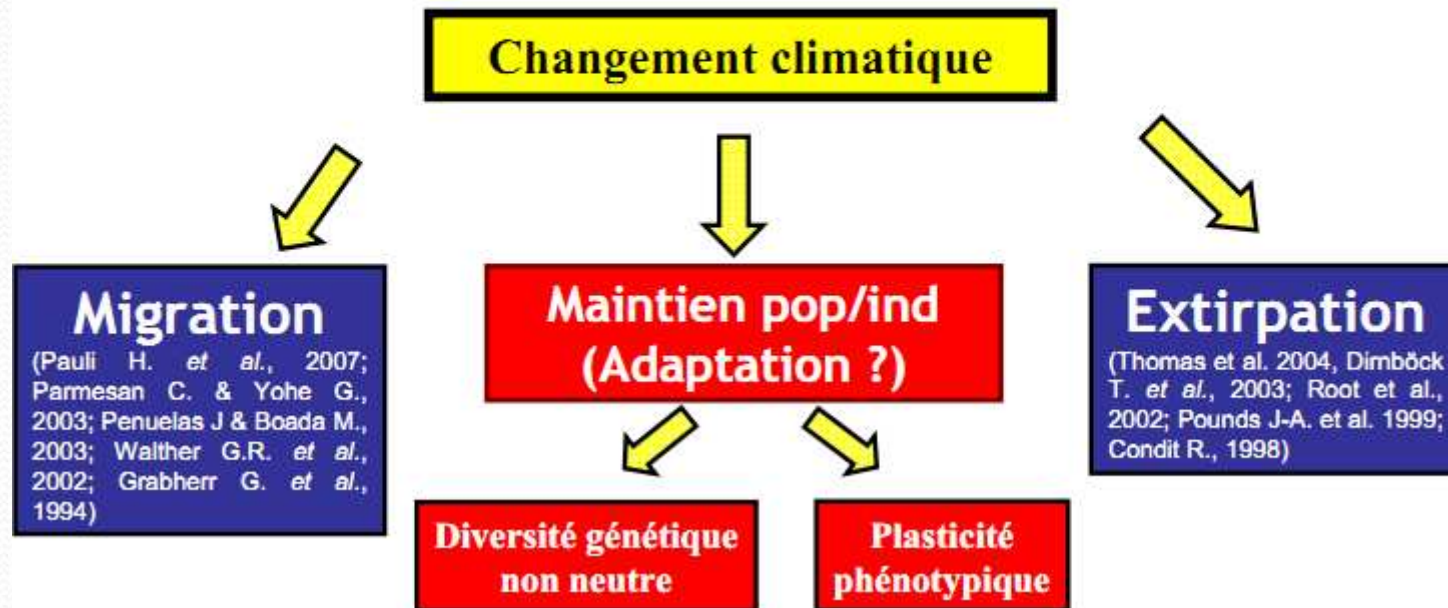 Changement climatique
Migration
(Pauli H. et al., 2007;
Parmesan C. & Yohe G.,
2003; Penuelas J & Boada M.,
2003; Walther G.R. et al.,
2002; Grabherr G. et al.,
1994)
Maintien pop/ind
(Adaptation ?)
Extirpation
(Thomas et al. 2004, Dirnböck
T. et al., 2003; Root et al.,
2002; Pounds J-A. et al. 1999;
Condit R., 1998)
Diversité génétique
non neutre
Plasticité
phénotypique